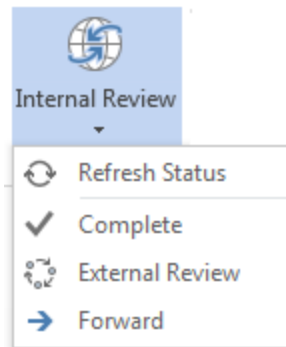 Internal Review
Refresh Status
Complete
External Review
Forward